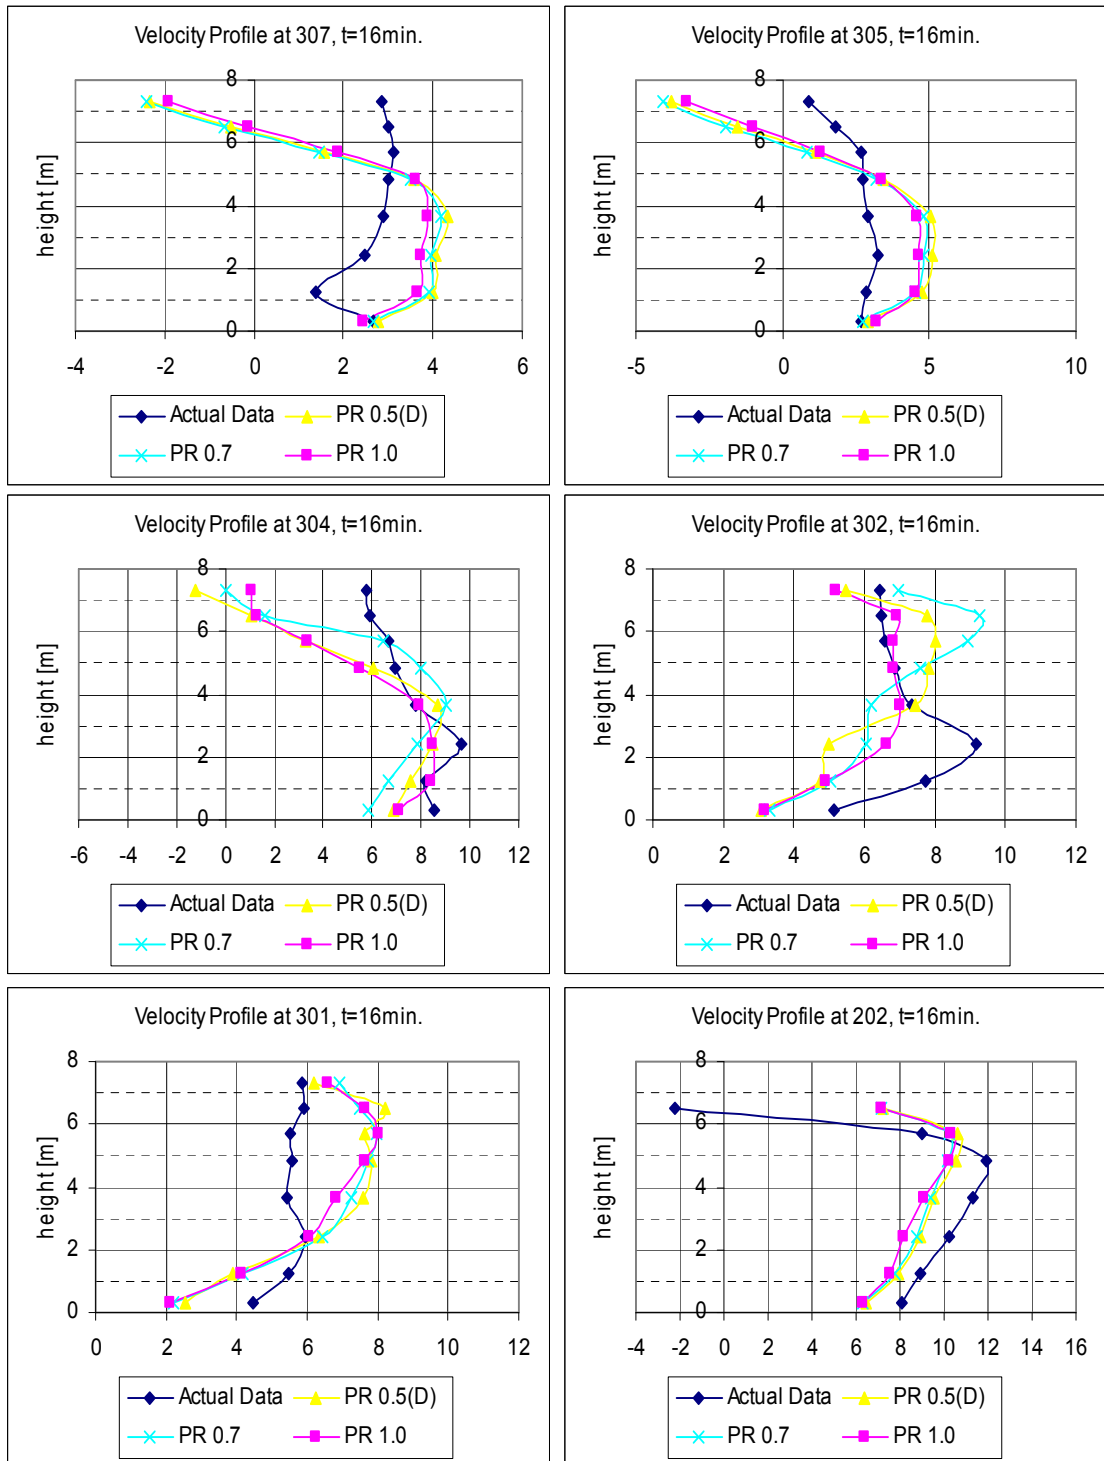 Velocity Profile at 307, t=16min.
8
6
4
2
0
height [m]
-4 -2 0 2 4 6
Actual Data PR 0.5(D)
PR 0.7 PR 1.0
Velocity Profile at 305, t=16min.
8
6
4
2
0
height [m]
-5 0 5 10
Actual Data PR 0.5(D)
PR 0.7 PR 1.0
Velocity Profile at 304, t=16min.
8
6
4
2
0
height [m]
-6 -4 -2 0 2 4 6 8 10 12
Actual Data PR 0.5(D)
PR 0.7 PR 1.0
Velocity Profile at 302, t=16min.
8
6
4
2
0
height [m]
0 2 4 6 8 10 12
Actual Data PR 0.5(D)
PR 0.7 PR 1.0
Velocity Profile at 301, t=16min.
8
6
4
2
0
height [m]
0 2 4 6 8 10 12
Actual Data PR 0.5(D)
PR 0.7 PR 1.0
Velocity Profile at 202, t=16min.
8
6
4
2
0
height [m]
-4 -2 0 2 4 6 8 10 12 14 16
Actual Data PR 0.5(D)
PR 0.7 PR 1.0